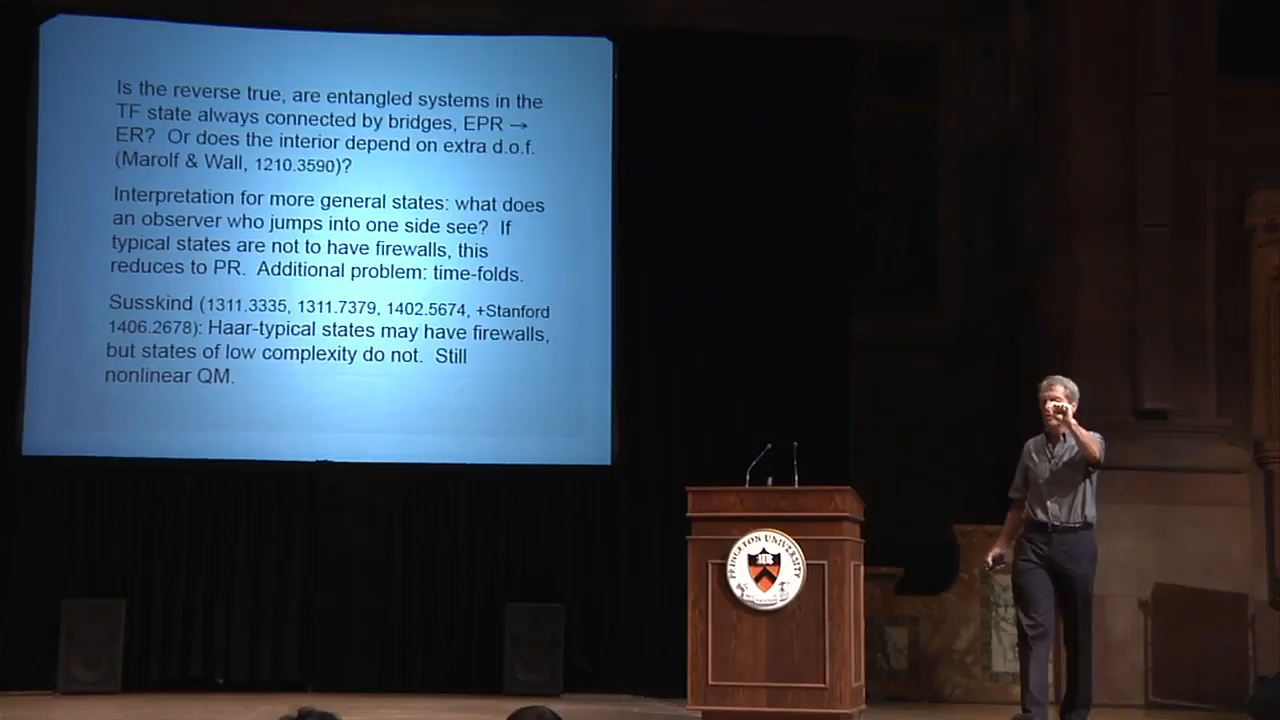 Is the reverse true, are entangled systems in the
TF state always connected by bridges, EPR →
ER? Or does the interior depend on extra d.o.f.
(Marolf & Wall, 1210.3590)?
Interpretation for more general states: what does
an observer who jumps into one side see? If
typical states are not to have firewalls, this
reduces to PR. Additional problem: time-folds.
Susskind (1311.3335, 1311.7379, 1402.5674, +Stanford
1406.2678): Haar-typical states may have firewalls,
but states of low complexity do not. Still
nonlinear QM.
PRINCETON UNIVERSITY